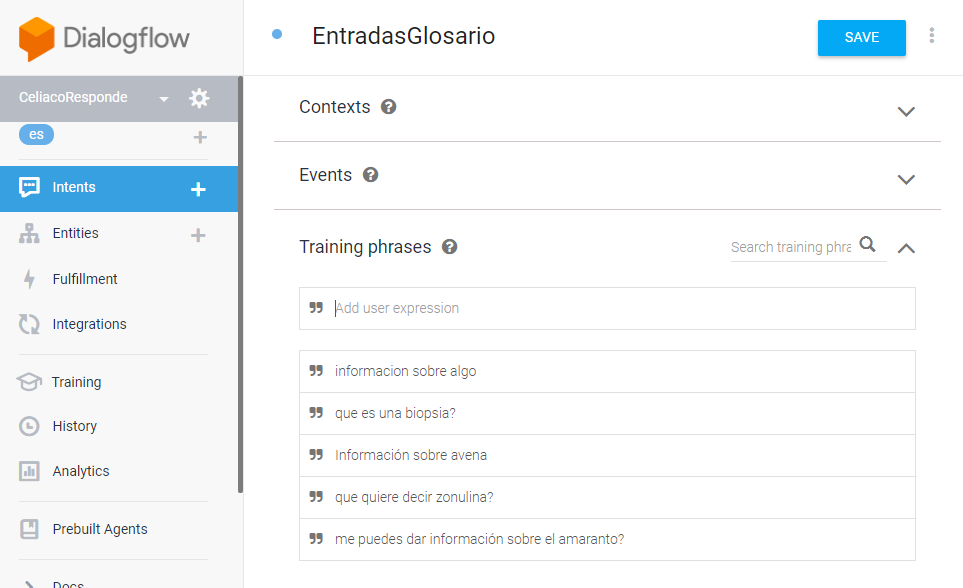 Dialogflow
EntradasGlosario
SAVE
CeliacoResponde
es
Intents
Entities
Fulfillment
Integrations
Training
History
Analytics
Prebuilt Agents
Docs
Contexts
Events
Training phrases
Search training phra
Add user expression
informacion sobre algo
que es una biopsia?
Información sobre avena
que quiere decir zonulina?
me puedes dar información sobre el amaranto?